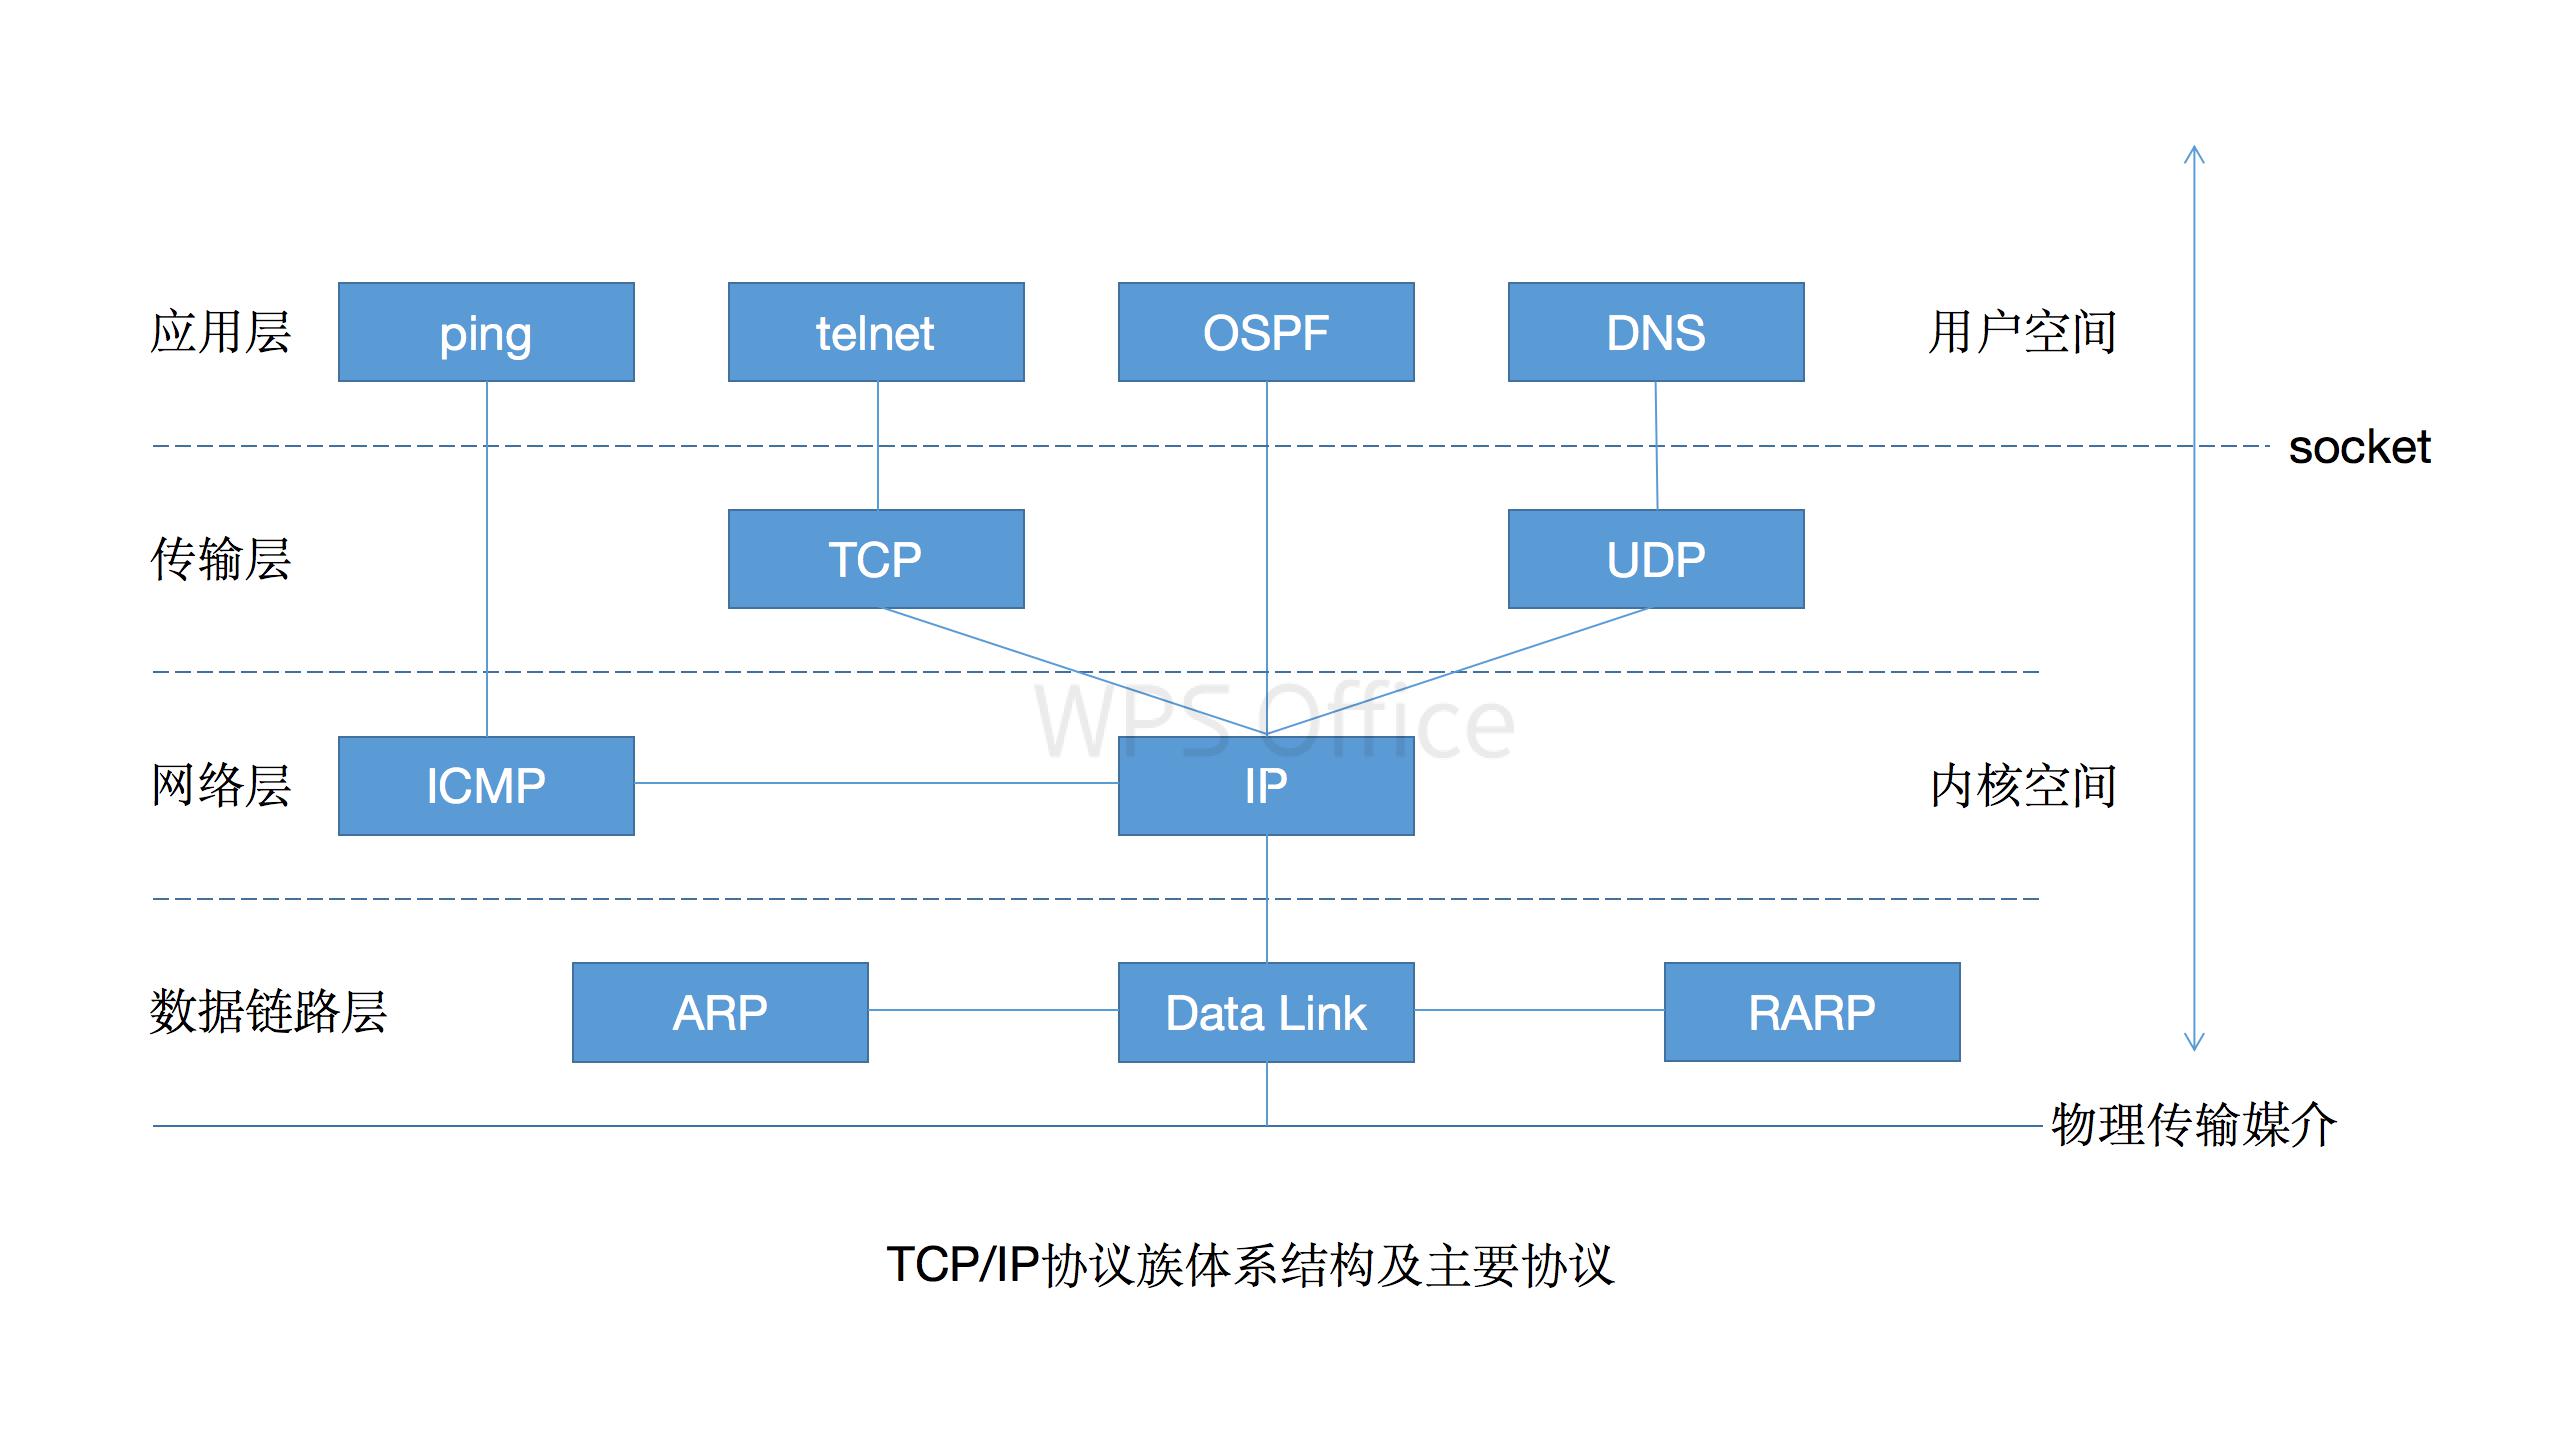 应用层 ping telnet OSPF DNS 用户空间
socket
传输层 TCP UDP
WPS Office
网络层 ICMP IP 内核空间
数据链路层 ARP Data Link RARP
物理传输媒介
TCP/IP协议族体系结构及主要协议